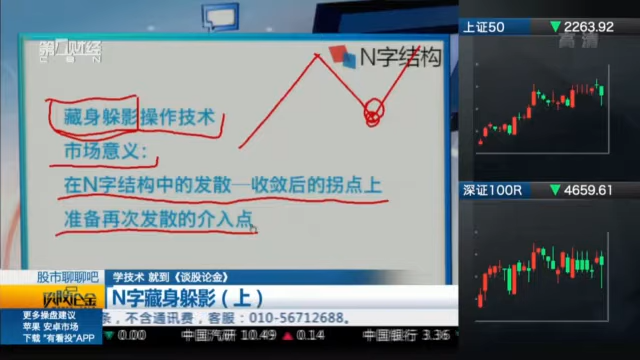 第一财经
N字结构
藏身躲影操作技术
市场意义：
在N字结构中的发散—收敛后的拐点上
准备再次发散的介入点
上证50 ▼2263.92
高清
深证100R ▼4659.61
股市聊聊吧
学技术 就到《谈股论金》
谈股论金
N字藏身躲影（上）
更多操盘建议
苹果 安卓市场
下载 "有看投"APP
条，不含通讯费，客服：010-56712688。
▼0.00 中国汽研 10.49 ▲0.14 中国银行 3.36